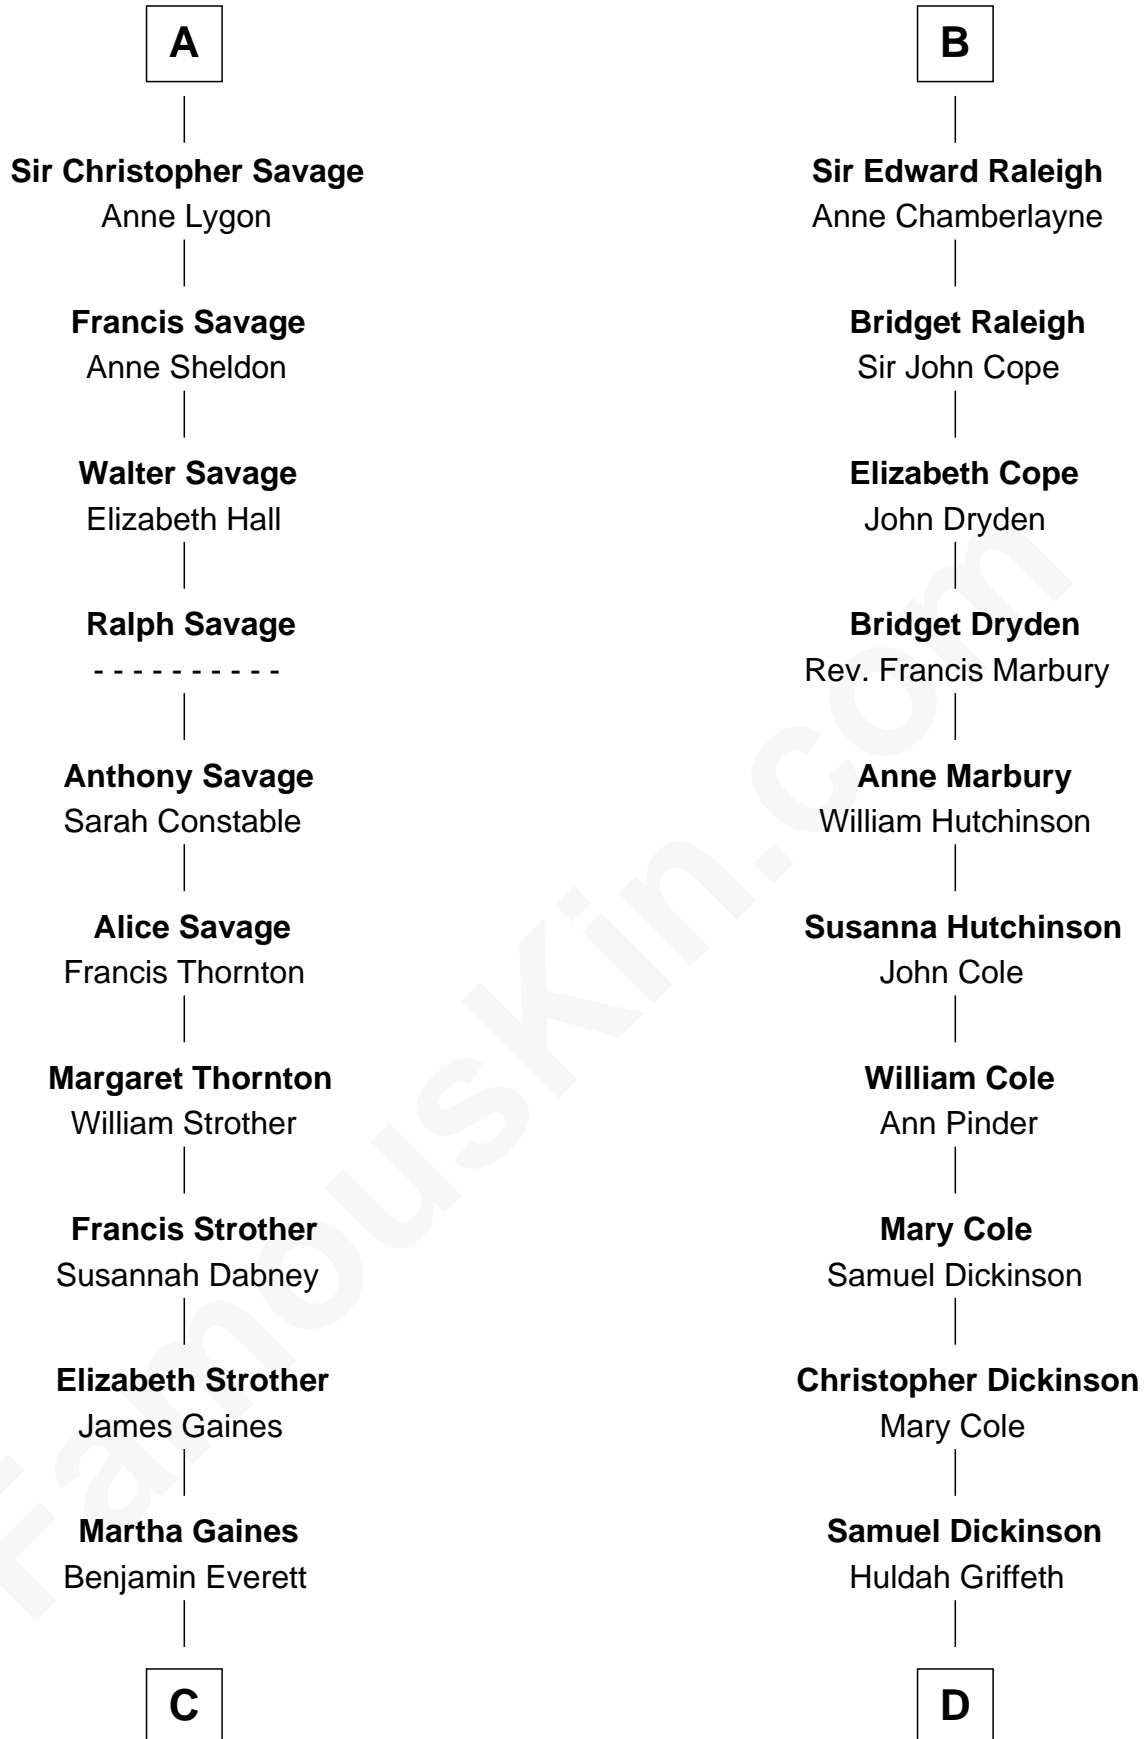 A
Sir Christopher Savage
Anne Lygon
Francis Savage
Anne Sheldon
Walter Savage
Elizabeth Hall
Ralph Savage
- - - - - - - - - -
Anthony Savage
Sarah Constable
Alice Savage
Francis Thornton
Margaret Thornton
William Strother
Francis Strother
Susannah Dabney
Elizabeth Strother
James Gaines
Martha Gaines
Benjamin Everett
C
B
Sir Edward Raleigh
Anne Chamberlayne
Bridget Raleigh
Sir John Cope
Elizabeth Cope
John Dryden
Bridget Dryden
Rev. Francis Marbury
Anne Marbury
William Hutchinson
Susanna Hutchinson
John Cole
William Cole
Ann Pinder
Mary Cole
Samuel Dickinson
Christopher Dickinson
Mary Cole
Samuel Dickinson
Huldah Griffeth
D
FamousKin.com